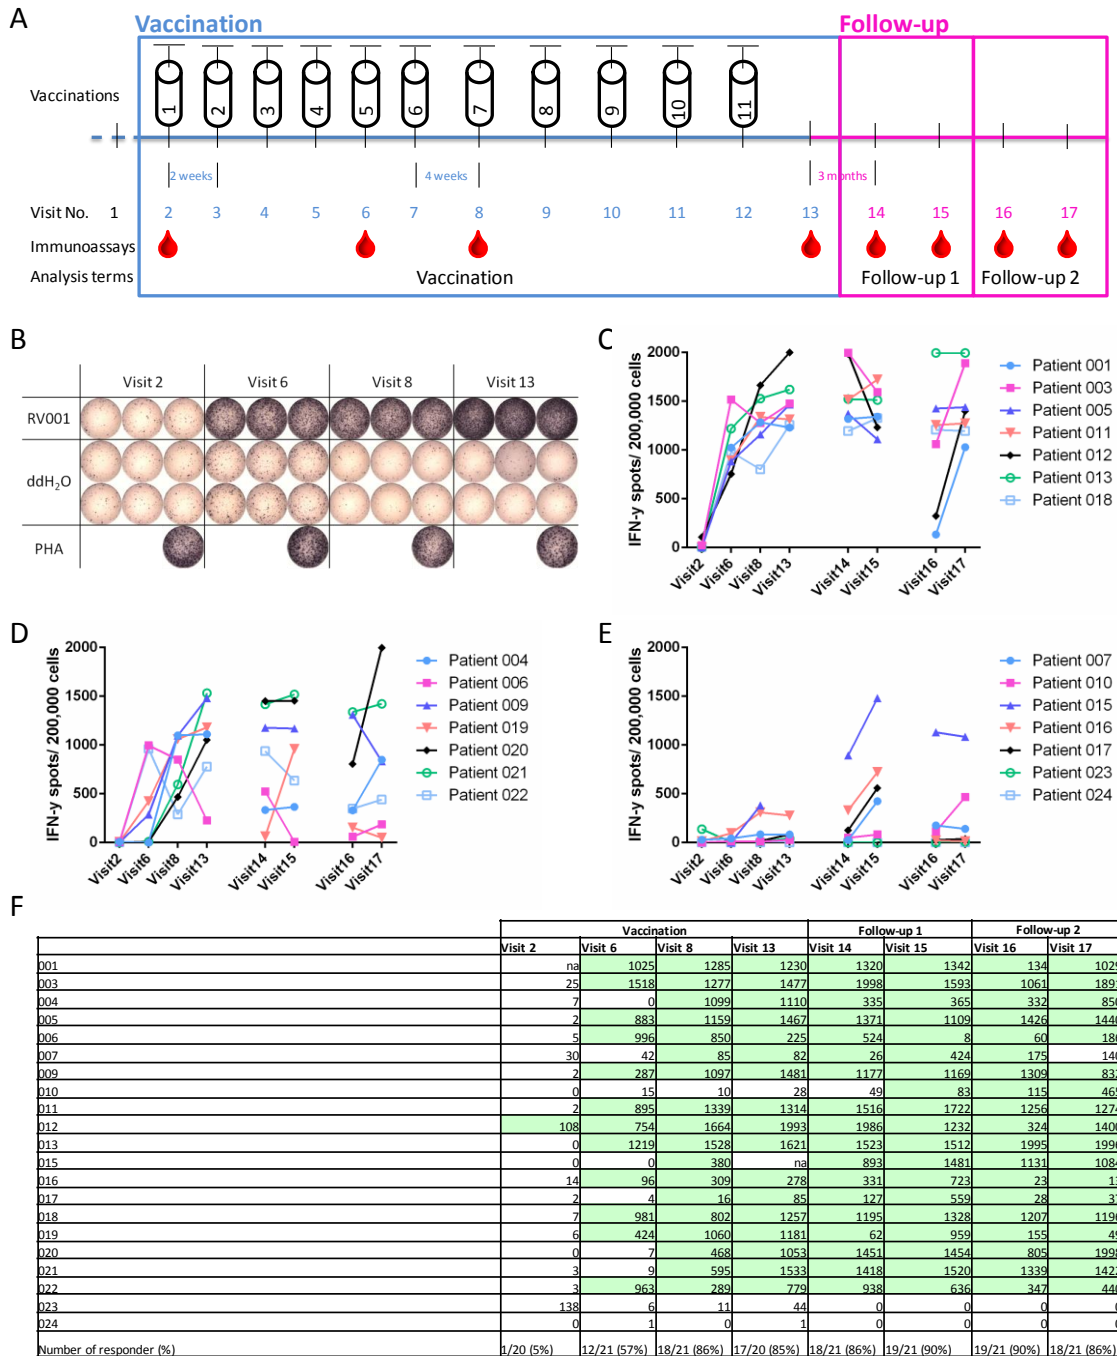 A
Vaccination
Follow-up
Vaccinations
1 2 3 4 5 6 7 8 9 10 11
2 weeks 4 weeks 3 months
Visit No. 1 2 3 4 5 6 7 8 9 10 11 12 13 14 15 16 17
Immunoassays
Analysis terms Vaccination Follow-up 1 Follow-up 2
B
Visit 2 Visit 6 Visit 8 Visit 13
RV001
ddH₂O
PHA
C
IFN-y spots/ 200,000 cells
2000
1500
1000
500
0
Visit2 Visit6 Visit8 Visit13 Visit14 Visit15 Visit16 Visit17
Patient 001
Patient 003
Patient 005
Patient 011
Patient 012
Patient 013
Patient 018
D
IFN-y spots/ 200,000 cells
2000
1500
1000
500
0
Visit2 Visit6 Visit8 Visit13 Visit14 Visit15 Visit16 Visit17
Patient 004
Patient 006
Patient 009
Patient 019
Patient 020
Patient 021
Patient 022
E
IFN-y spots/ 200,000 cells
2000
1500
1000
500
0
Visit2 Visit6 Visit8 Visit13 Visit14 Visit15 Visit16 Visit17
Patient 007
Patient 010
Patient 015
Patient 016
Patient 017
Patient 023
Patient 024
F
Vaccination Follow-up 1 Follow-up 2
Visit 2 Visit 6 Visit 8 Visit 13 Visit 14 Visit 15 Visit 16 Visit 17
001 na 1025 1285 1230 1320 1342 134 1029
003 25 1518 1277 1477 1998 1593 1061 1891
004 7 0 1099 1110 335 365 332 850
005 2 883 1159 1467 1371 1109 1426 1440
006 5 996 850 225 524 8 60 186
007 30 42 85 82 26 424 175 140
009 2 287 1097 1481 1177 1169 1309 832
010 0 15 10 28 49 83 115 465
011 2 895 1339 1314 1516 1722 1256 1274
012 108 754 1664 1993 1986 1232 324 1400
013 0 1219 1528 1621 1523 1512 1995 1996
015 0 0 380 na 893 1481 1131 1084
016 14 96 309 278 331 723 23
017 2 4 16 85 127 559 28
018 7 981 802 1257 1195 1328 1207 1196
019 6 424 1060 1181 62 959 155 49
020 0 7 468 1053 1451 1454 805 1998
021 3 9 595 1533 1418 1520 1339 1422
022 3 963 289 779 938 636 347 440
023 138 6 11 44 0 0 0 0
024 0 1 0 1 0 0 0 0
Number of responder (%) 1/20 (5%) 12/21 (57%) 18/21 (86%) 17/20 (85%) 18/21 (86%) 19/21 (90%) 19/21 (90%) 18/21 (86%)